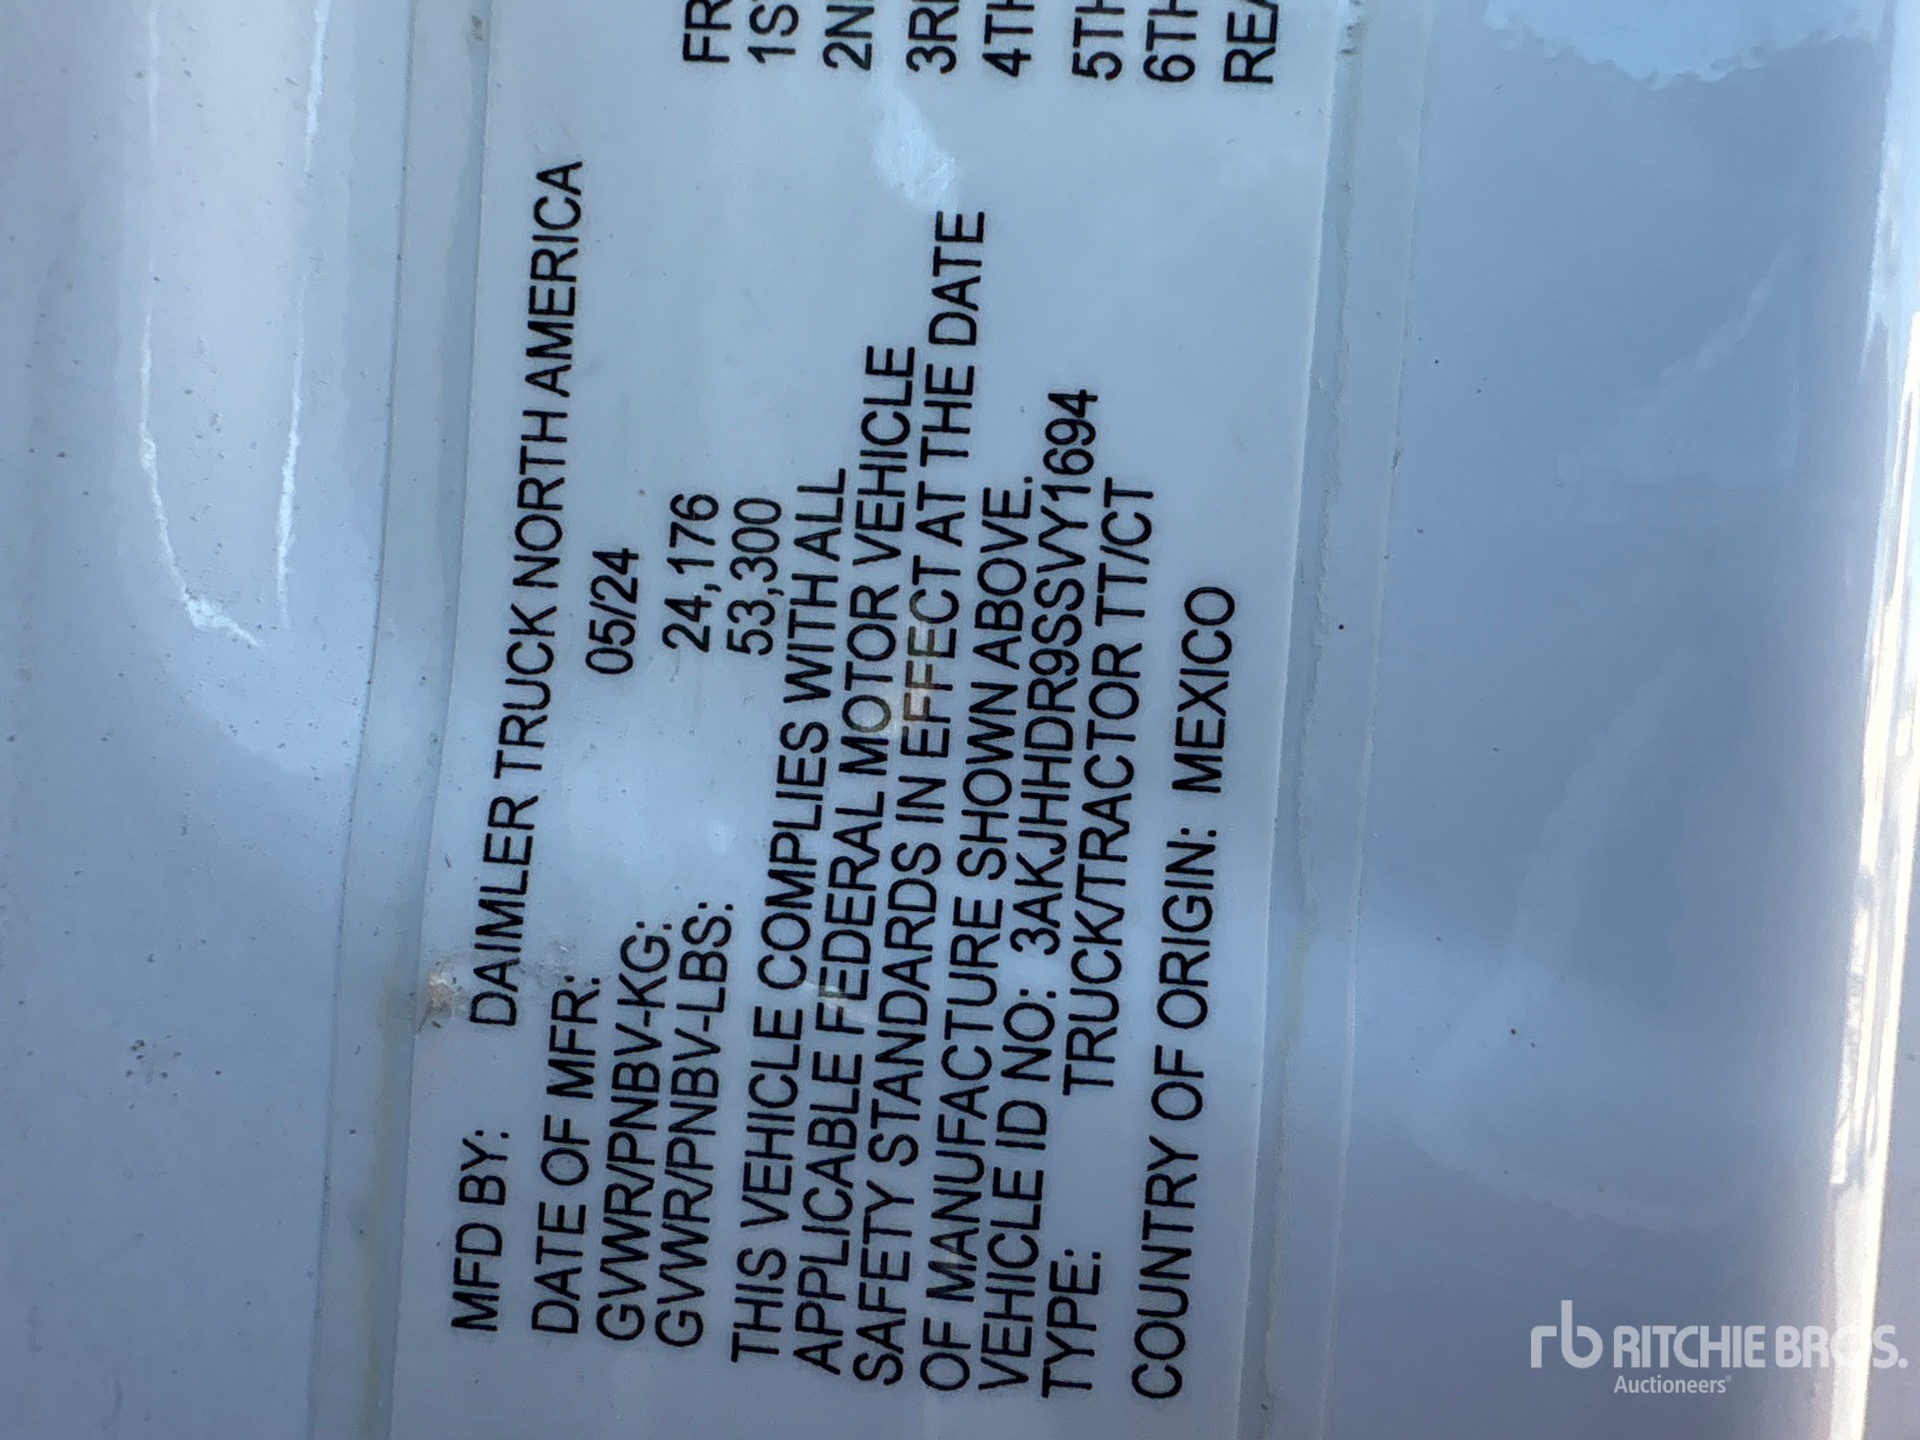 MFD BY: DAIMLER TRUCK NORTH AMERICA
DATE OF MFR: 05/24
GVWR/PNBV-KG: 24,176
GVWR/PNBV-LBS: 53,300
THIS VEHICLE COMPLIES WITH ALL
APPLICABLE FEDERAL MOTOR VEHICLE
SAFETY STANDARDS IN EFFECT AT THE DATE
OF MANUFACTURE SHOWN ABOVE.
VEHICLE ID NO: 3AKJHHDR9SSVY1694
TYPE: TRUCK/TRACTOR TT/CT
COUNTRY OF ORIGIN: MEXICO
FR
1S
2N
3R
4TH
5TH
6TH
REA
rb RITCHIE BROS.
Auctioneers